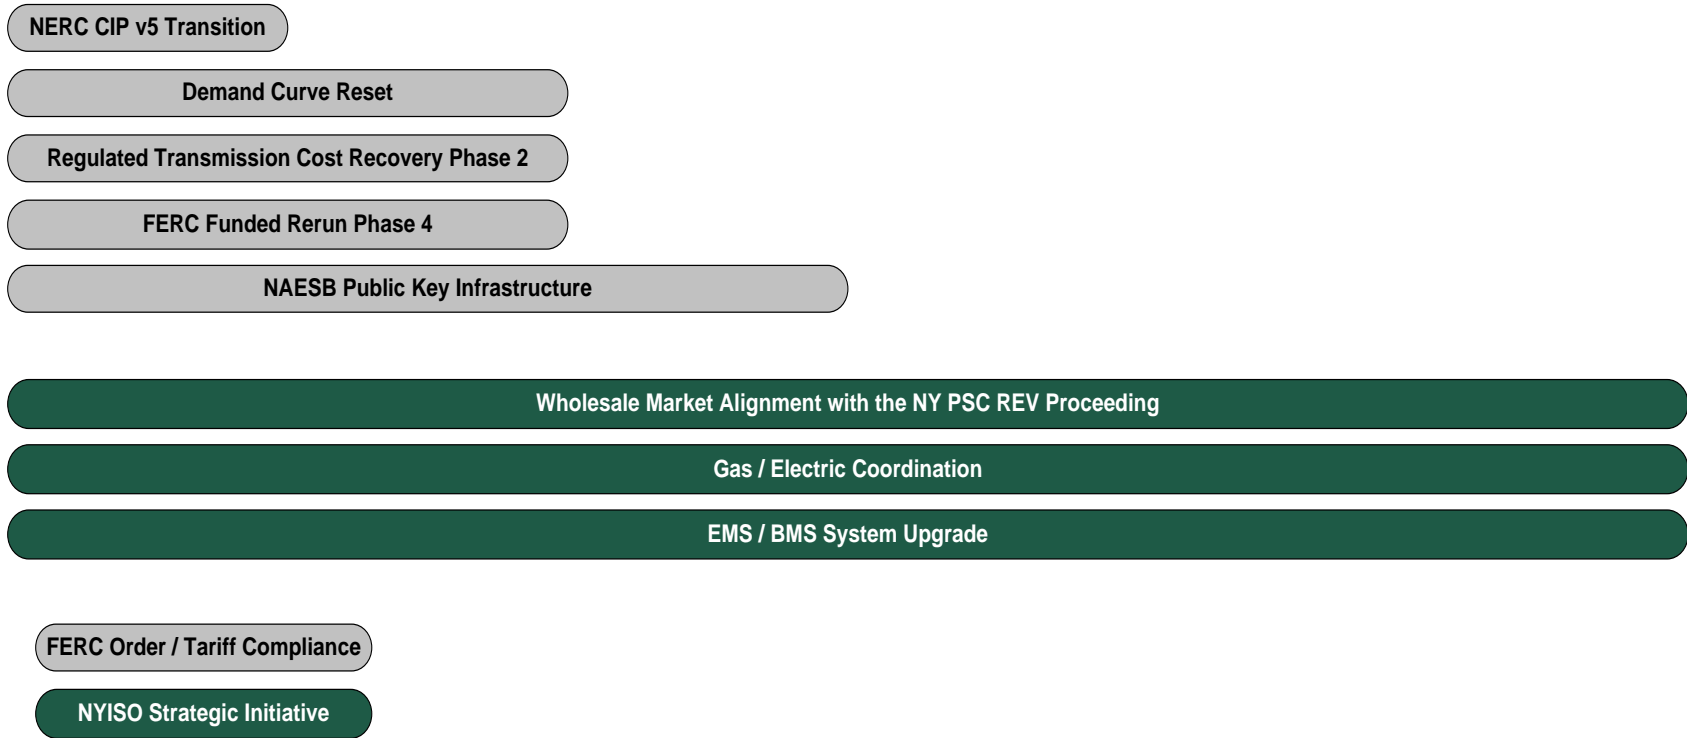 NERC CIP v5 Transition
Demand Curve Reset
Regulated Transmission Cost Recovery Phase 2
FERC Funded Rerun Phase 4
NAESB Public Key Infrastructure
Wholesale Market Alignment with the NY PSC REV Proceeding
Gas / Electric Coordination
EMS / BMS System Upgrade
FERC Order / Tariff Compliance
NYISO Strategic Initiative